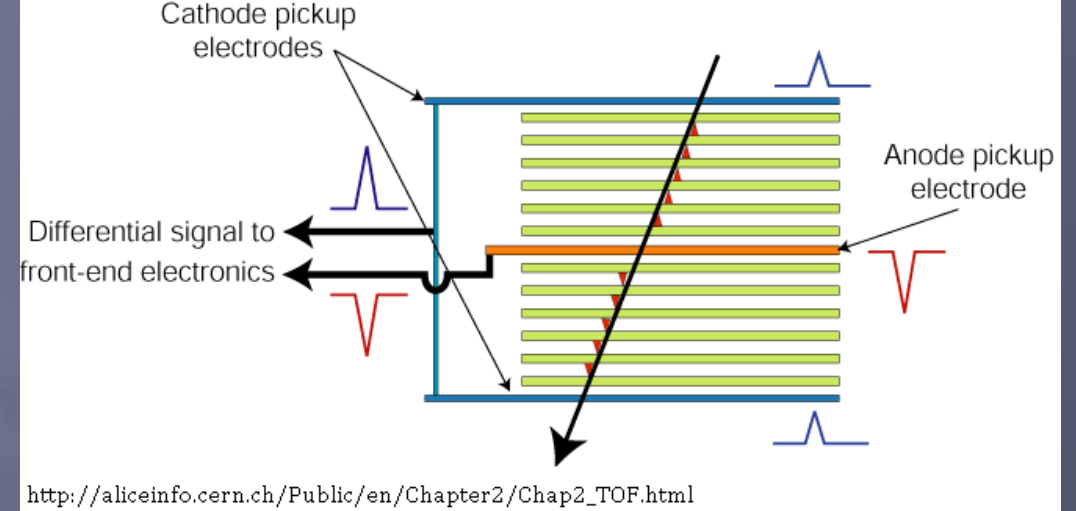 Cathode pickup
electrodes
Anode pickup
electrode
Differential signal to
front-end electronics
http://aliceinfo.cern.ch/Public/en/Chapter2/Chap2_TOF.html